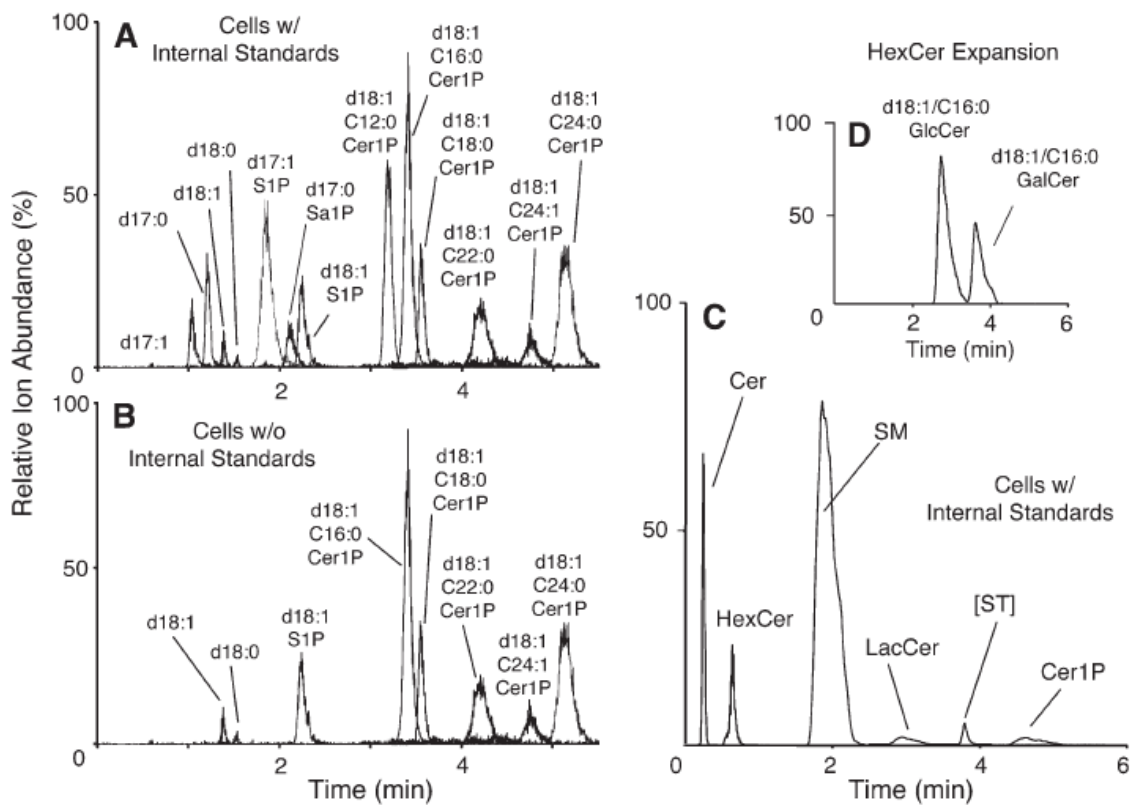 Relative Ion Abundance (%)
A
Cells w/
Internal Standards
100
50
0
2
4
d17:1
d17:0
d18:1
d18:0
d17:1
S1P
d17:0
Sa1P
d18:1
S1P
d18:1
C12:0
Cer1P
d18:1
C16:0
Cer1P
d18:1
C18:0
Cer1P
d18:1
C22:0
Cer1P
d18:1
C24:1
Cer1P
d18:1
C24:0
Cer1P
B
Cells w/o
Internal Standards
100
50
0
2
4
Time (min)
d18:1
d18:0
d18:1
S1P
d18:1
C16:0
Cer1P
d18:1
C18:0
Cer1P
d18:1
C22:0
Cer1P
d18:1
C24:1
Cer1P
d18:1
C24:0
Cer1P
HexCer Expansion
D
d18:1/C16:0
GlcCer
d18:1/C16:0
GalCer
100
50
0
2
4
6
Time (min)
C
100
50
0
2
4
6
Time (min)
Cer
HexCer
SM
Cells w/
Internal Standards
LacCer
[ST]
Cer1P